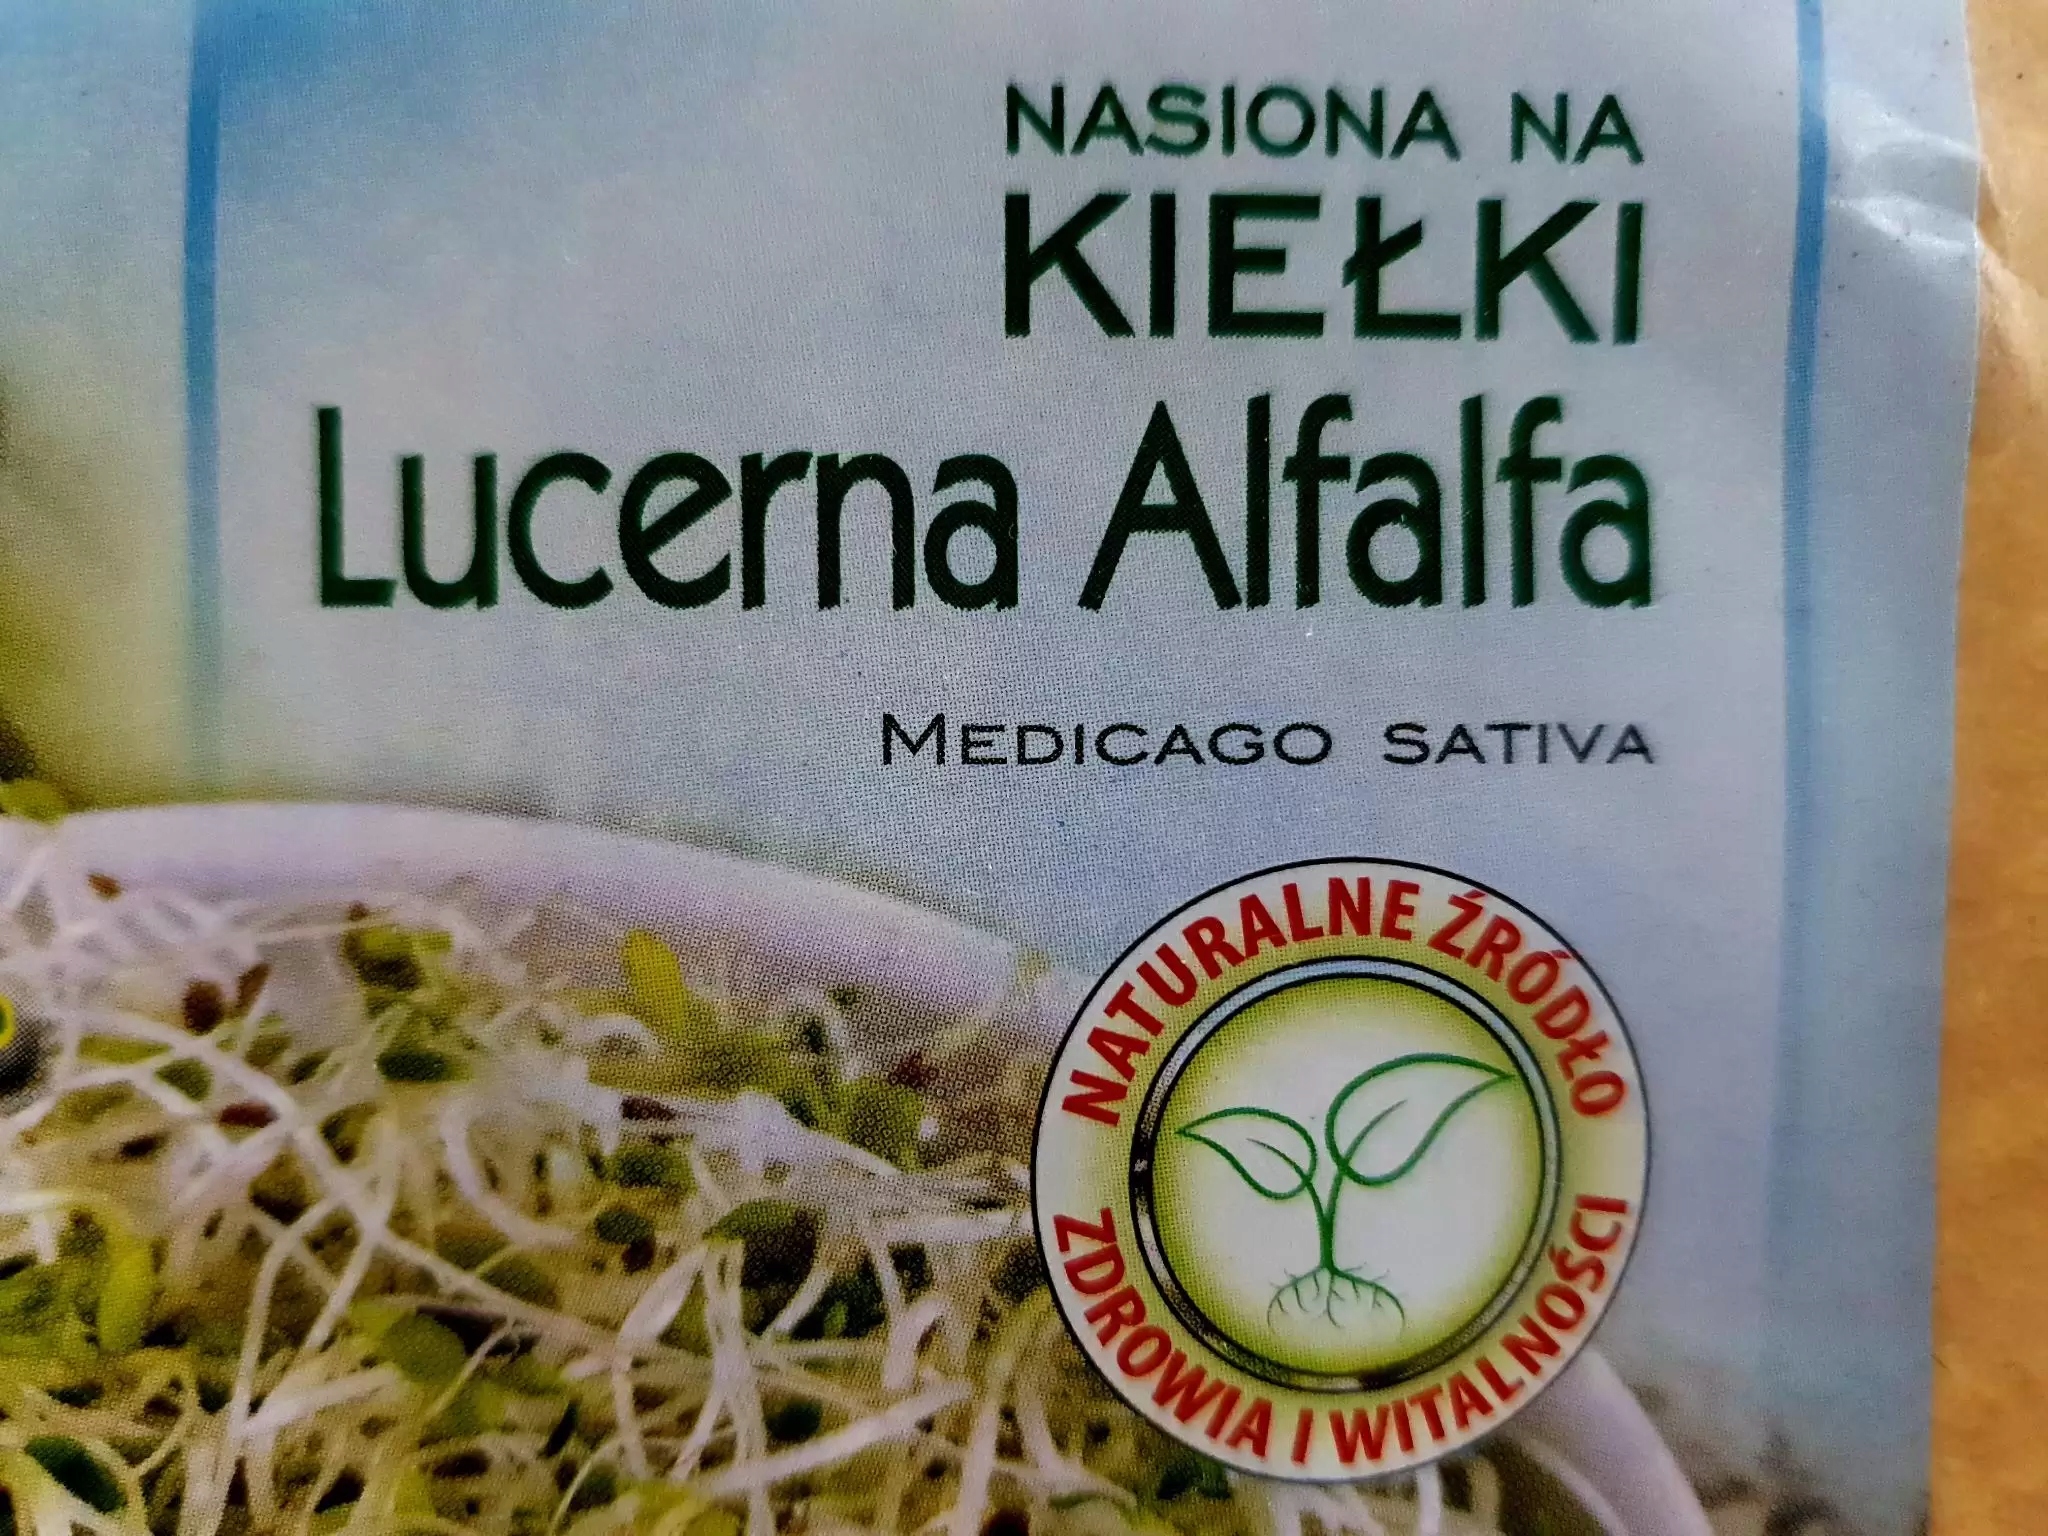 NASIONA NA
KIEŁKI
Lucerna Alfalfa
MEDICAGO SATIVA
NATURALNE ŹRÓDŁO
ZDROWIA I WITALNOŚCI